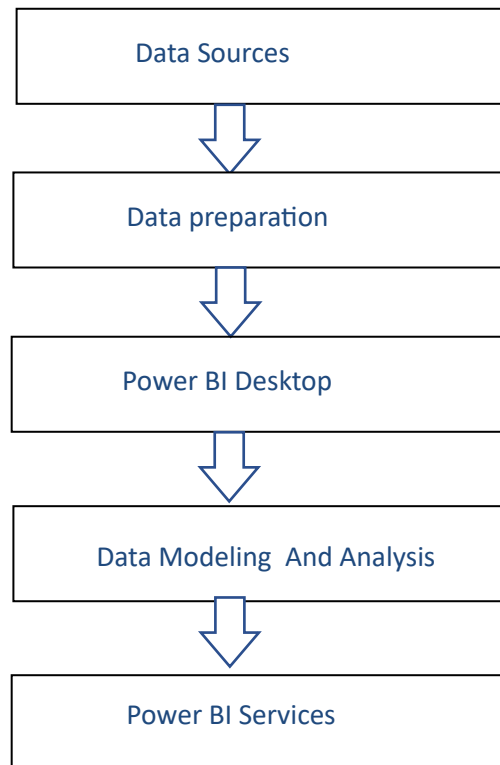 Data Sources
Data preparation
Power BI Desktop
Data Modeling  And Analysis
Power BI Services